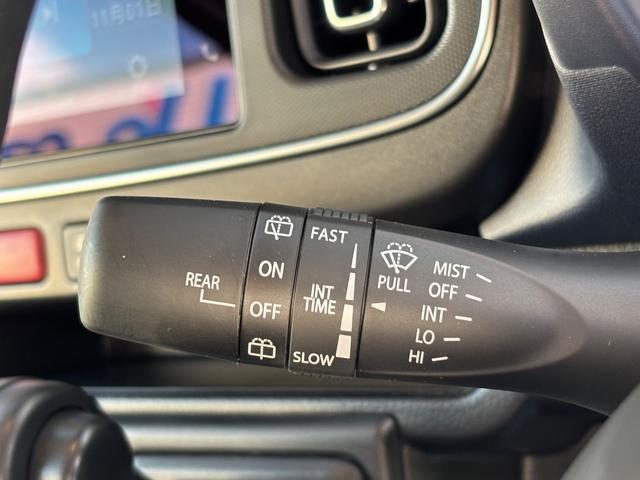 11月01日
REAR
ON
OFF
FAST
INT
TIME
SLOW
PULL
MIST
OFF
INT
LO
HI